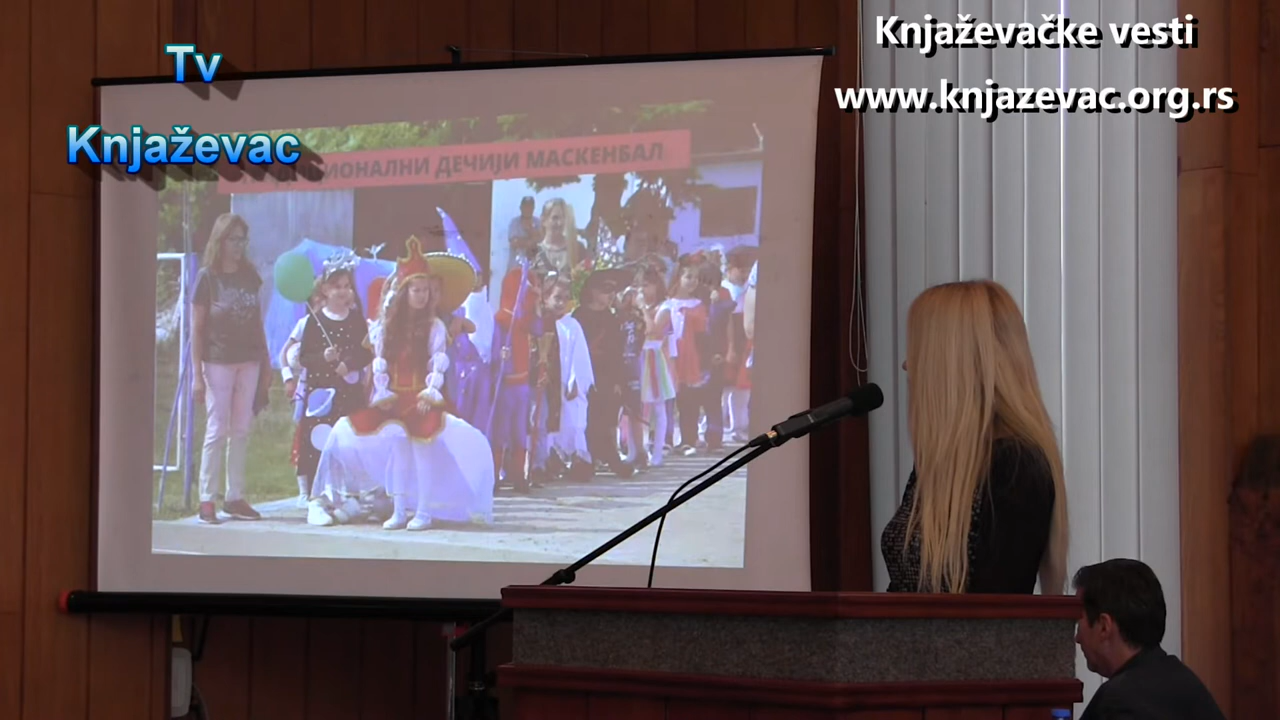 Knjaževačke vesti
www.knjazevac.org.rs
Tv
Knjaževac
ДЕЧИЈИ МАСКЕНБАЛ